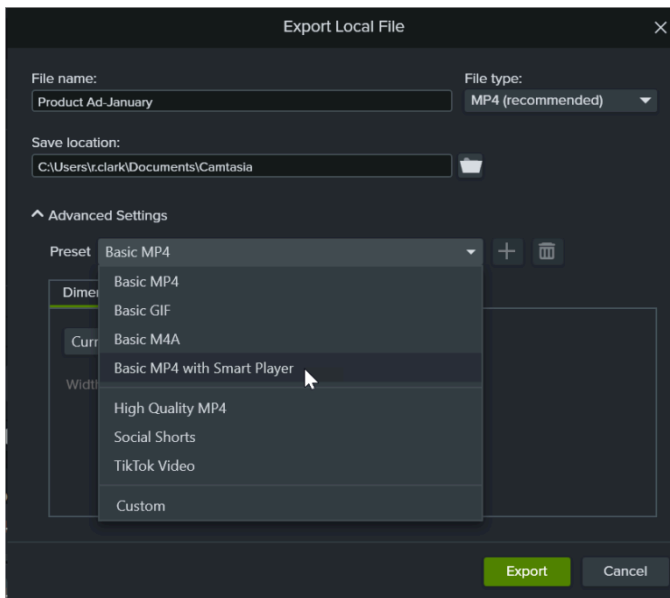 Export Local File
File name:
File type:
Product Ad-January
MP4 (recommended)
Save location:
C:\Users\r.clark\Documents\Camtasia
Advanced Settings
Preset
Basic MP4
Basic MP4
Basic GIF
Basic M4A
Basic MP4 with Smart Player
High Quality MP4
Social Shorts
TikTok Video
Custom
Export
Cancel